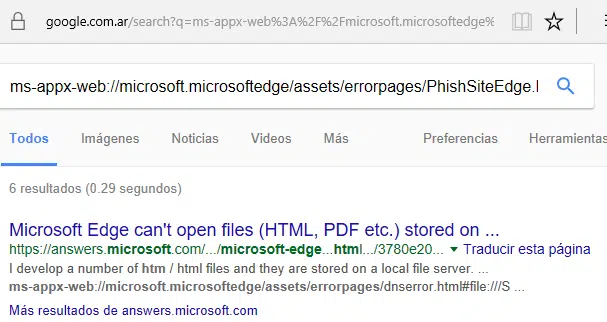 google.com.ar/search?q=ms-appx-web%3A%2F%2Fmicrosoft.microsoftedge%
ms-appx-web://microsoft.microsoftedge/assets/errorpages/PhishSiteEdge.
Todos Imágenes Noticias Videos Más Preferencias Herramientas
6 resultados (0.29 segundos)
Microsoft Edge can't open files (HTML, PDF etc.) stored on ...
https://answers.microsoft.com/.../microsoft-edge...html.../3780e20... Traducir esta página
I develop a number of htm / html files and they are stored on a local file server. ...
ms-appx-web://microsoft.microsoftedge/assets/errorpages/dnserror.html#file:///S ...
Más resultados de answers.microsoft.com